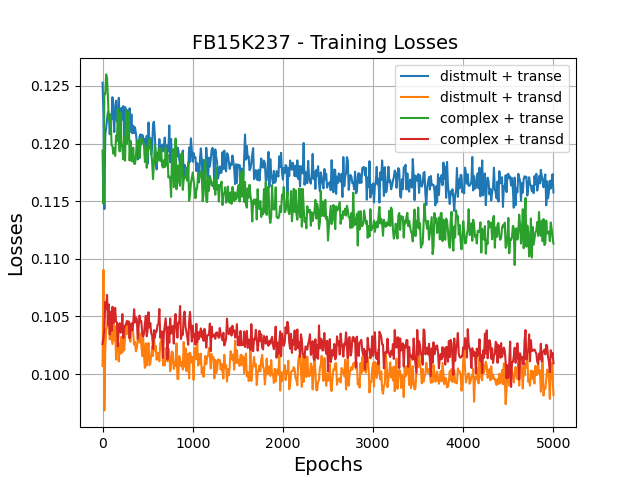 FB15K237 - Training Losses
distmult + transe
distmult + transd
complex + transe
complex + transd
0.125
0.120
0.115
0.110
0.105
0.100
Losses
0
1000
2000
3000
4000
5000
Epochs